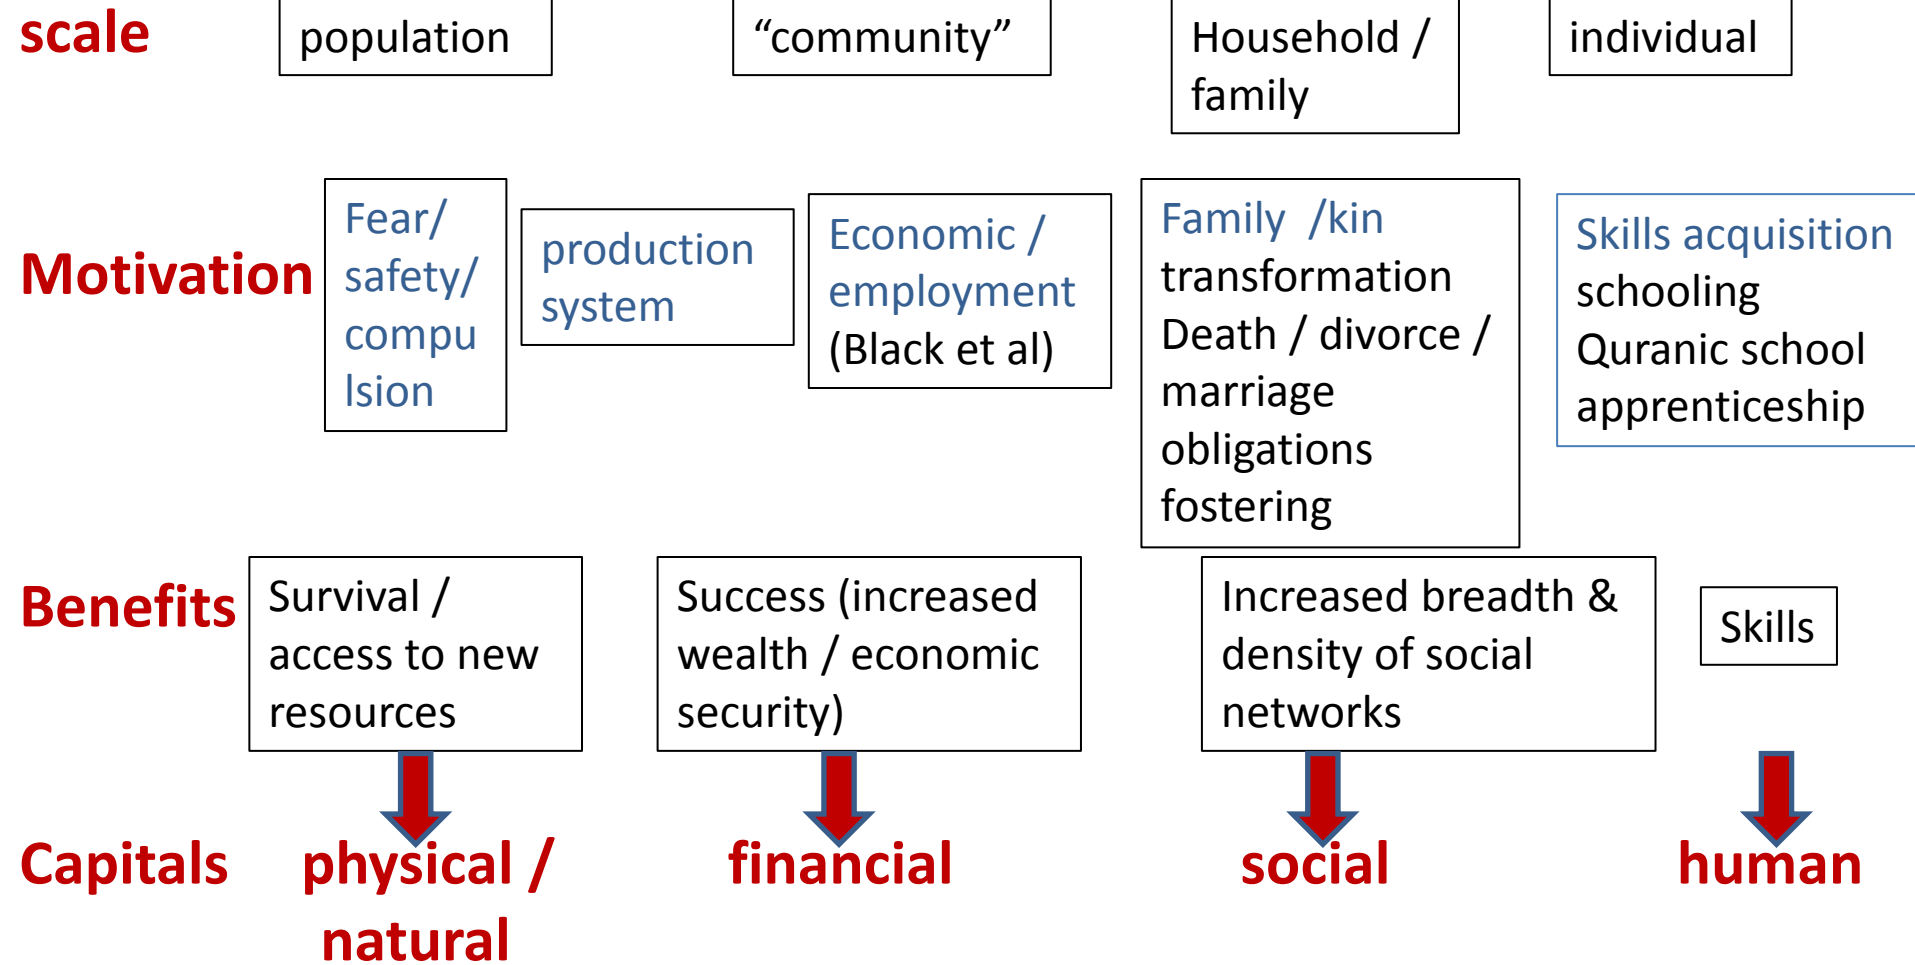 scale
population
“community”
Household /
family
individual
Motivation
Fear/
safety/
compu
lsion
production
system
Economic /
employment
(Black et al)
Family /kin
transformation
Death / divorce /
marriage
obligations
fostering
Skills acquisition
schooling
Quranic school
apprenticeship
Benefits
Survival /
access to new
resources
Success (increased
wealth / economic
security)
Increased breadth &
density of social
networks
Skills
Capitals
physical /
natural
financial
social
human